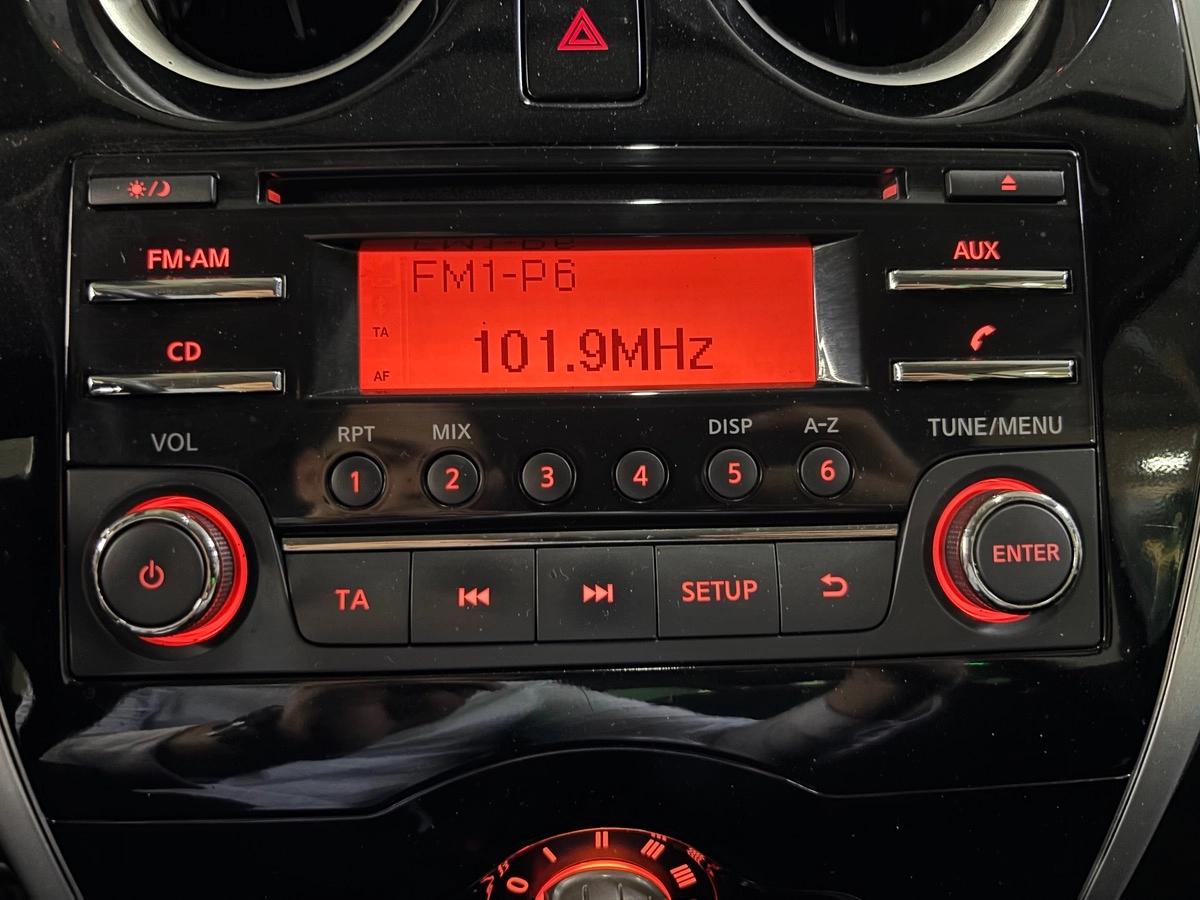 FM•AM
AUX
FM1-P6
TA
101.9MHz
CD
AF
VOL
RPT
MIX
DISP
A-Z
TUNE/MENU
1
2
3
4
5
6
ENTER
TA
SETUP
0